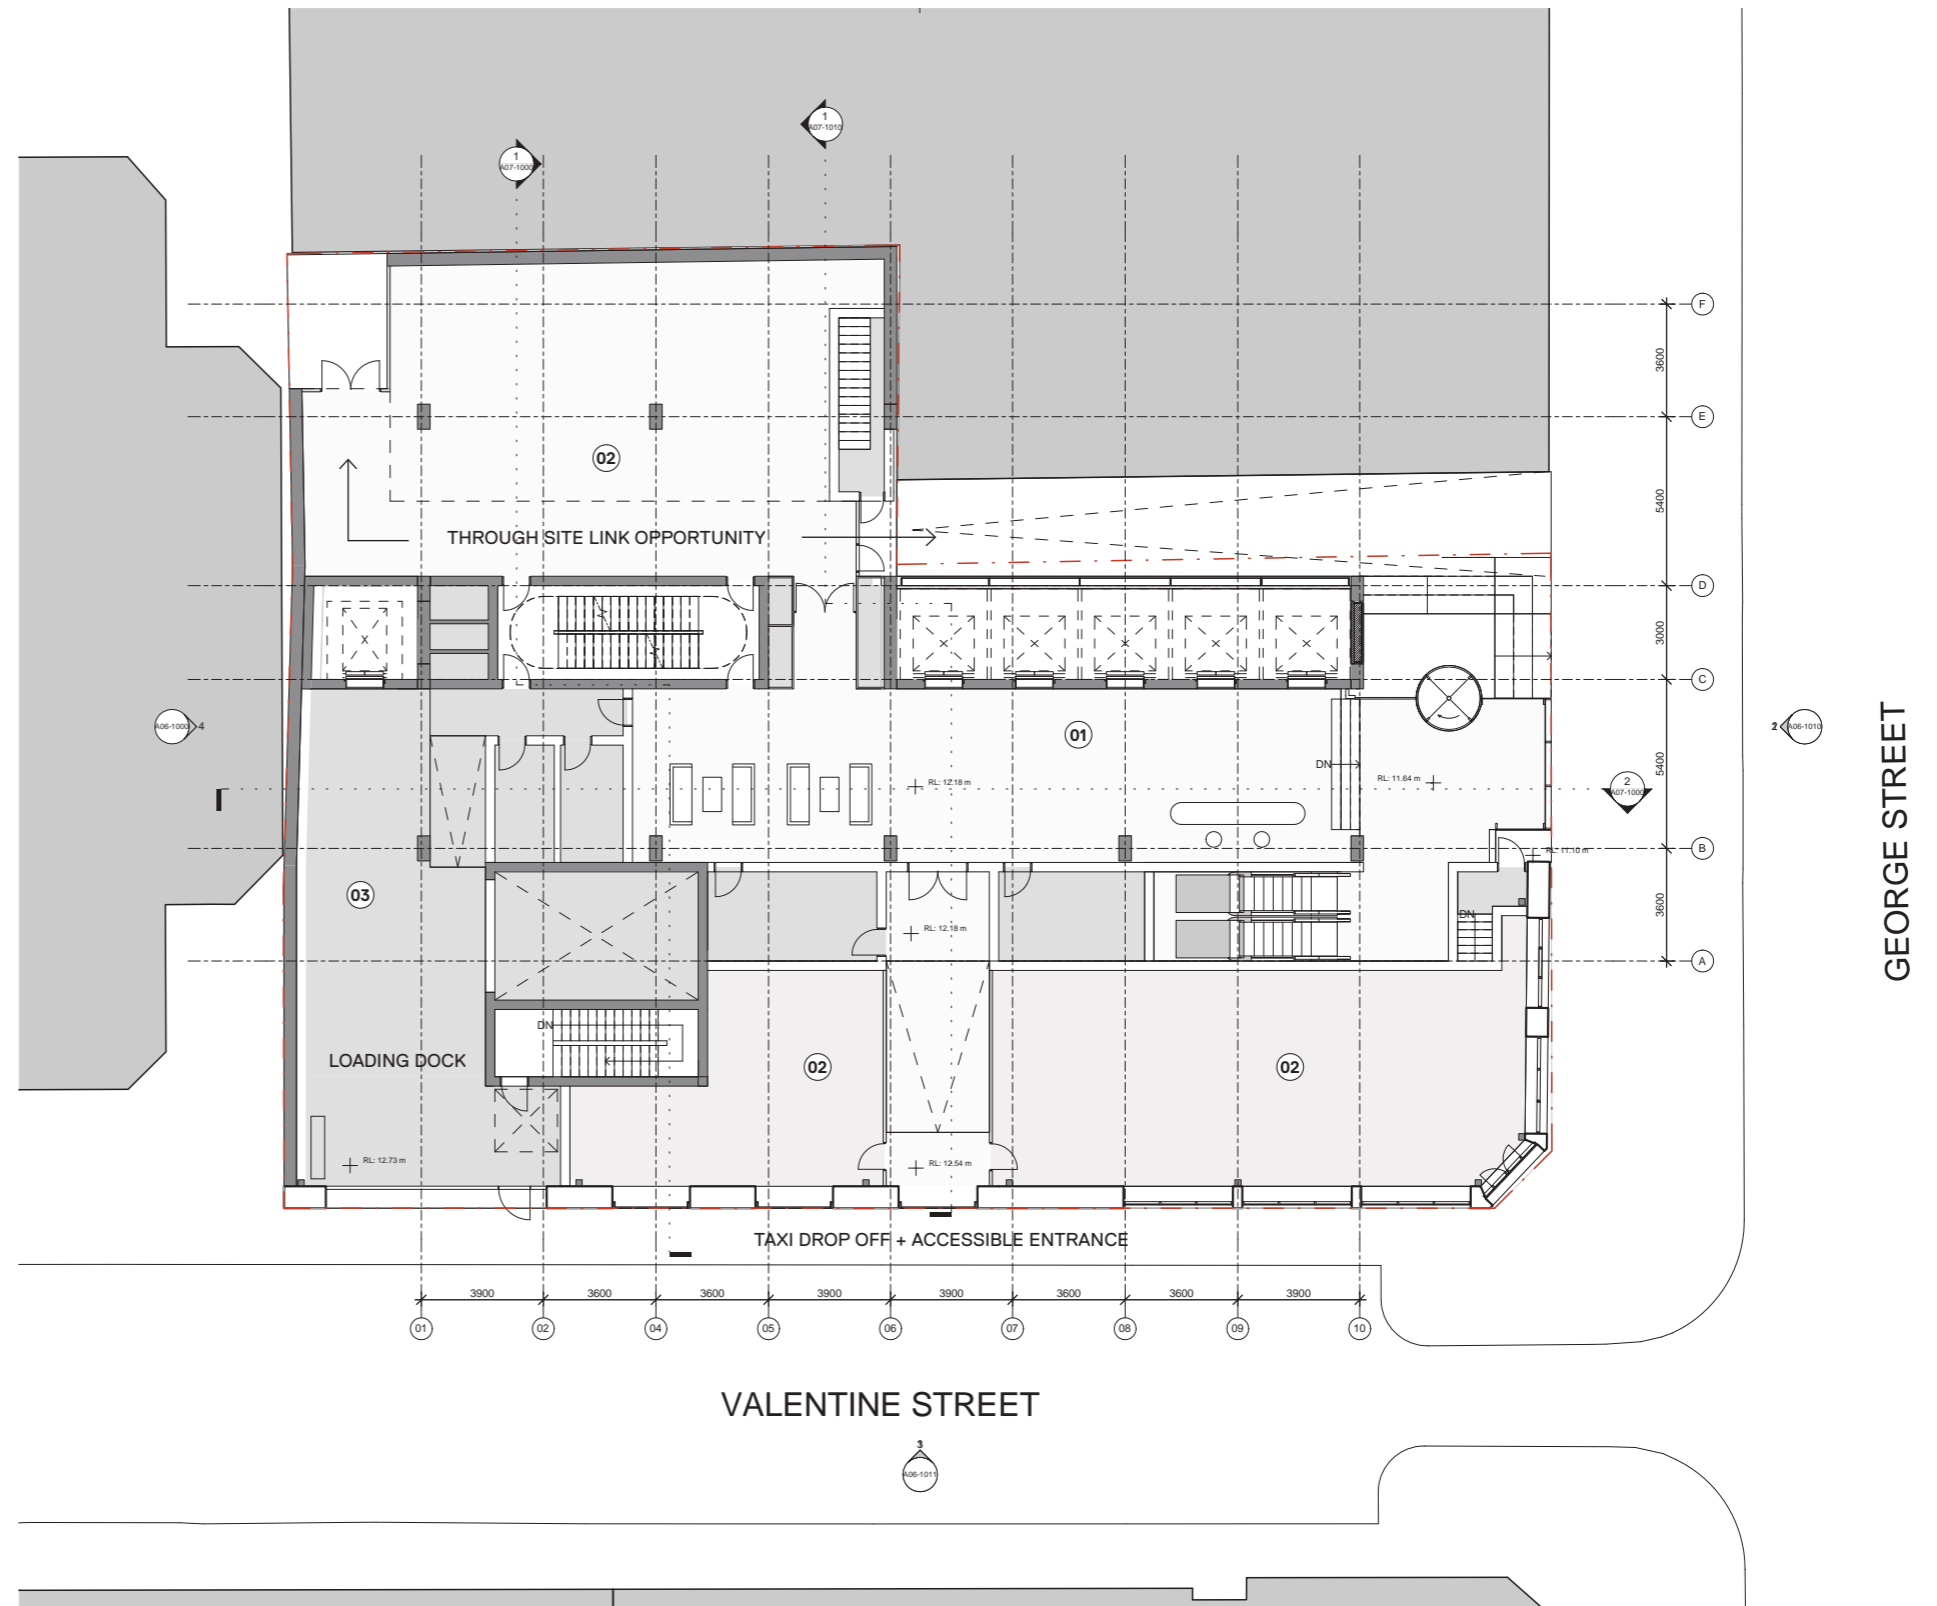 1
A07-1010
1
A07-1000
F
3600
E
02
5400
THROUGH SITE LINK OPPORTUNITY
D
3000
C
A06-1000
4
01
2
A06-1010
DN
RL: 12.18 m
RL: 11.64 m
5400
2
A07-1000
GEORGE STREET
B
RL: 11.10 m
03
3600
DN
RL: 12.18 m
A
DN
LOADING DOCK
02
02
RL: 12.73 m
RL: 12.54 m
TAXI DROP OFF + ACCESSIBLE ENTRANCE
3900 3600 3600 3900 3900 3600 3600 3900
01 02 04 05 06 07 08 09 10
VALENTINE STREET
3
A06-1011